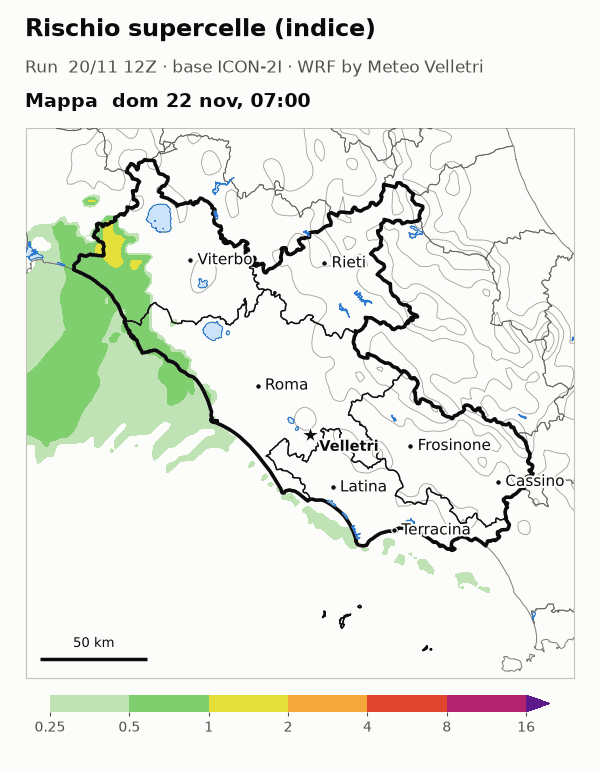 Rischio supercelle (indice)
Run  20/11 12Z · base ICON-2I · WRF by Meteo Velletri
Mappa  dom 22 nov, 07:00
Viterbo
Rieti
Roma
Velletri
Frosinone
Cassino
Latina
Terracina
50 km
0.25 0.5 1 2 4 8 16